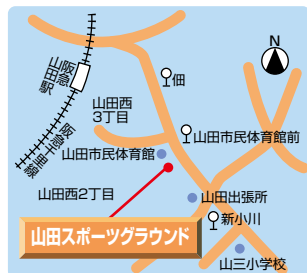 N
阪急
山田駅
佃
山田西
3丁目
阪急千里線
山田市民体育館前
山田市民体育館
山田西2丁目
山田出張所
新小川
山田スポーツグラウンド
山三小学校